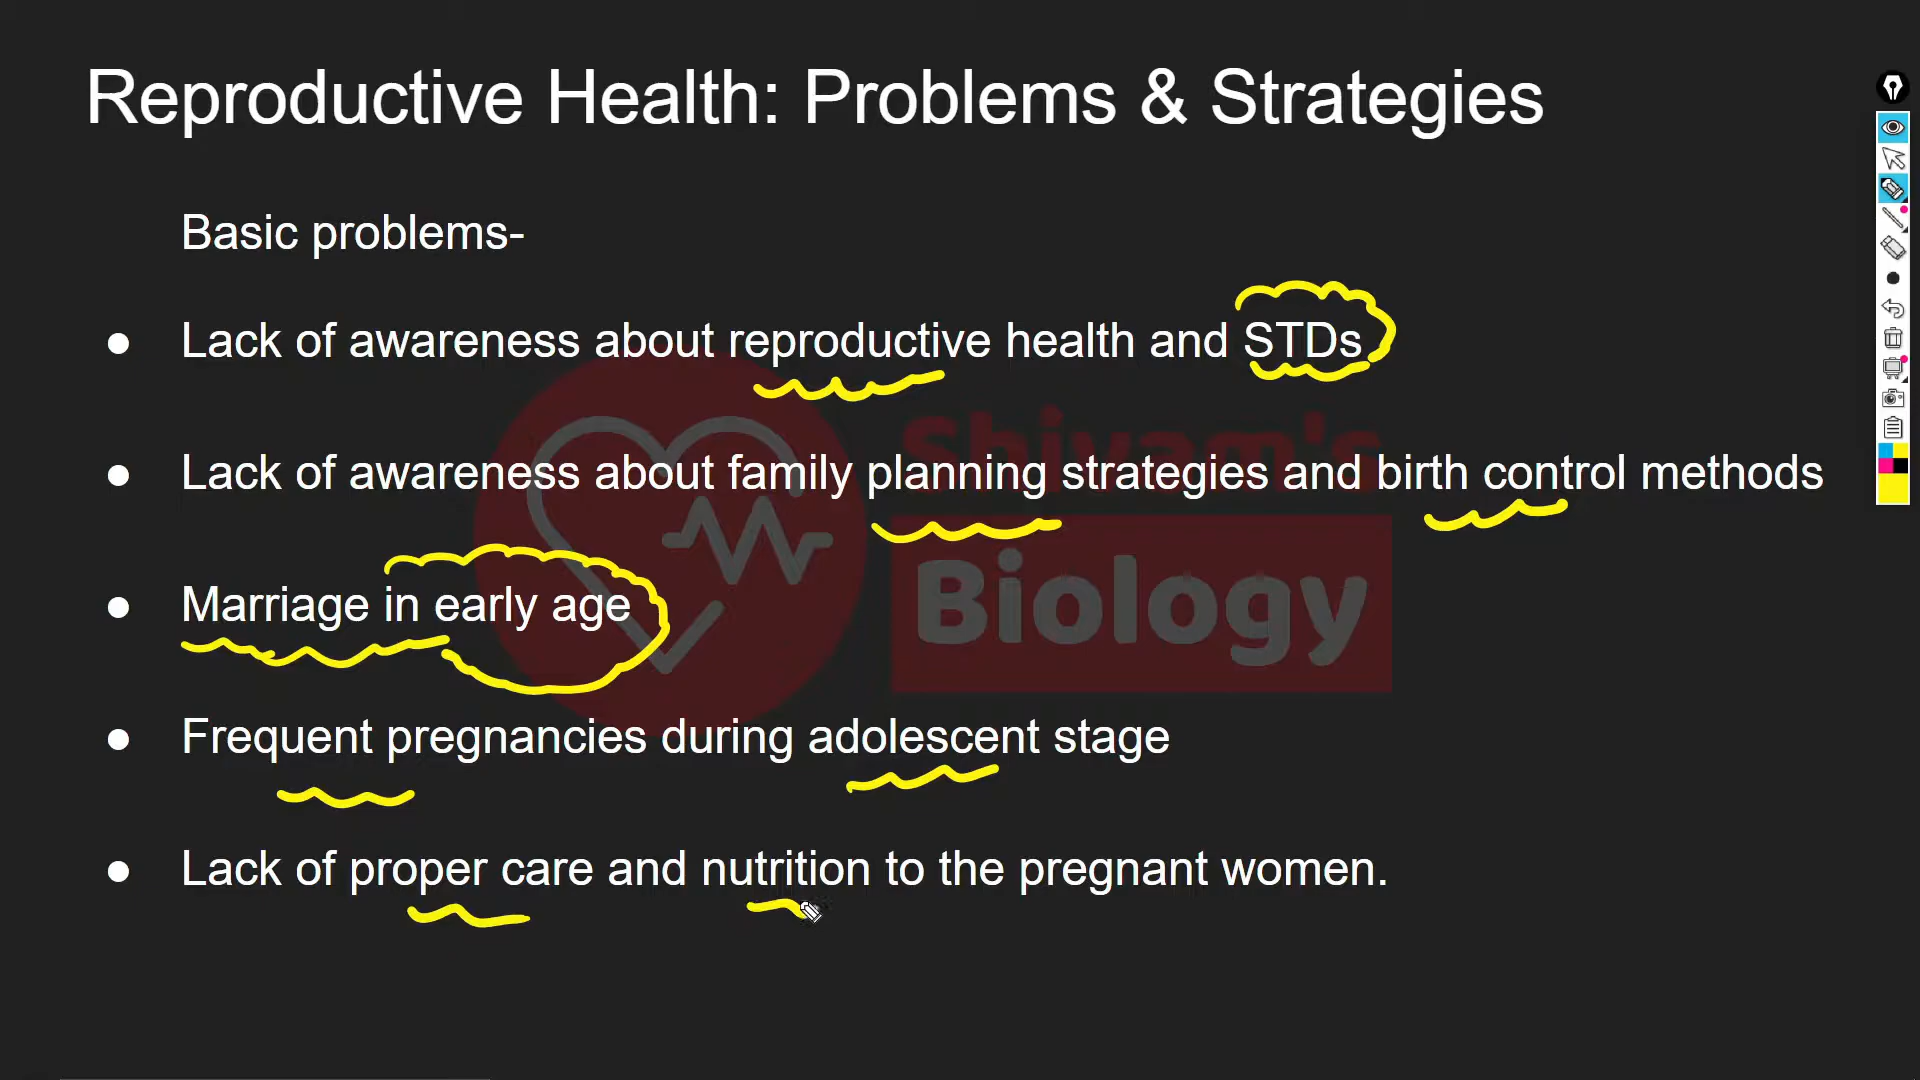 Reproductive Health: Problems & Strategies
Basic problems-
● Lack of awareness about reproductive health and STDs
● Lack of awareness about family planning strategies and birth control methods
● Marriage in early age
● Frequent pregnancies during adolescent stage
● Lack of proper care and nutrition to the pregnant women.
Shivam's
Biology